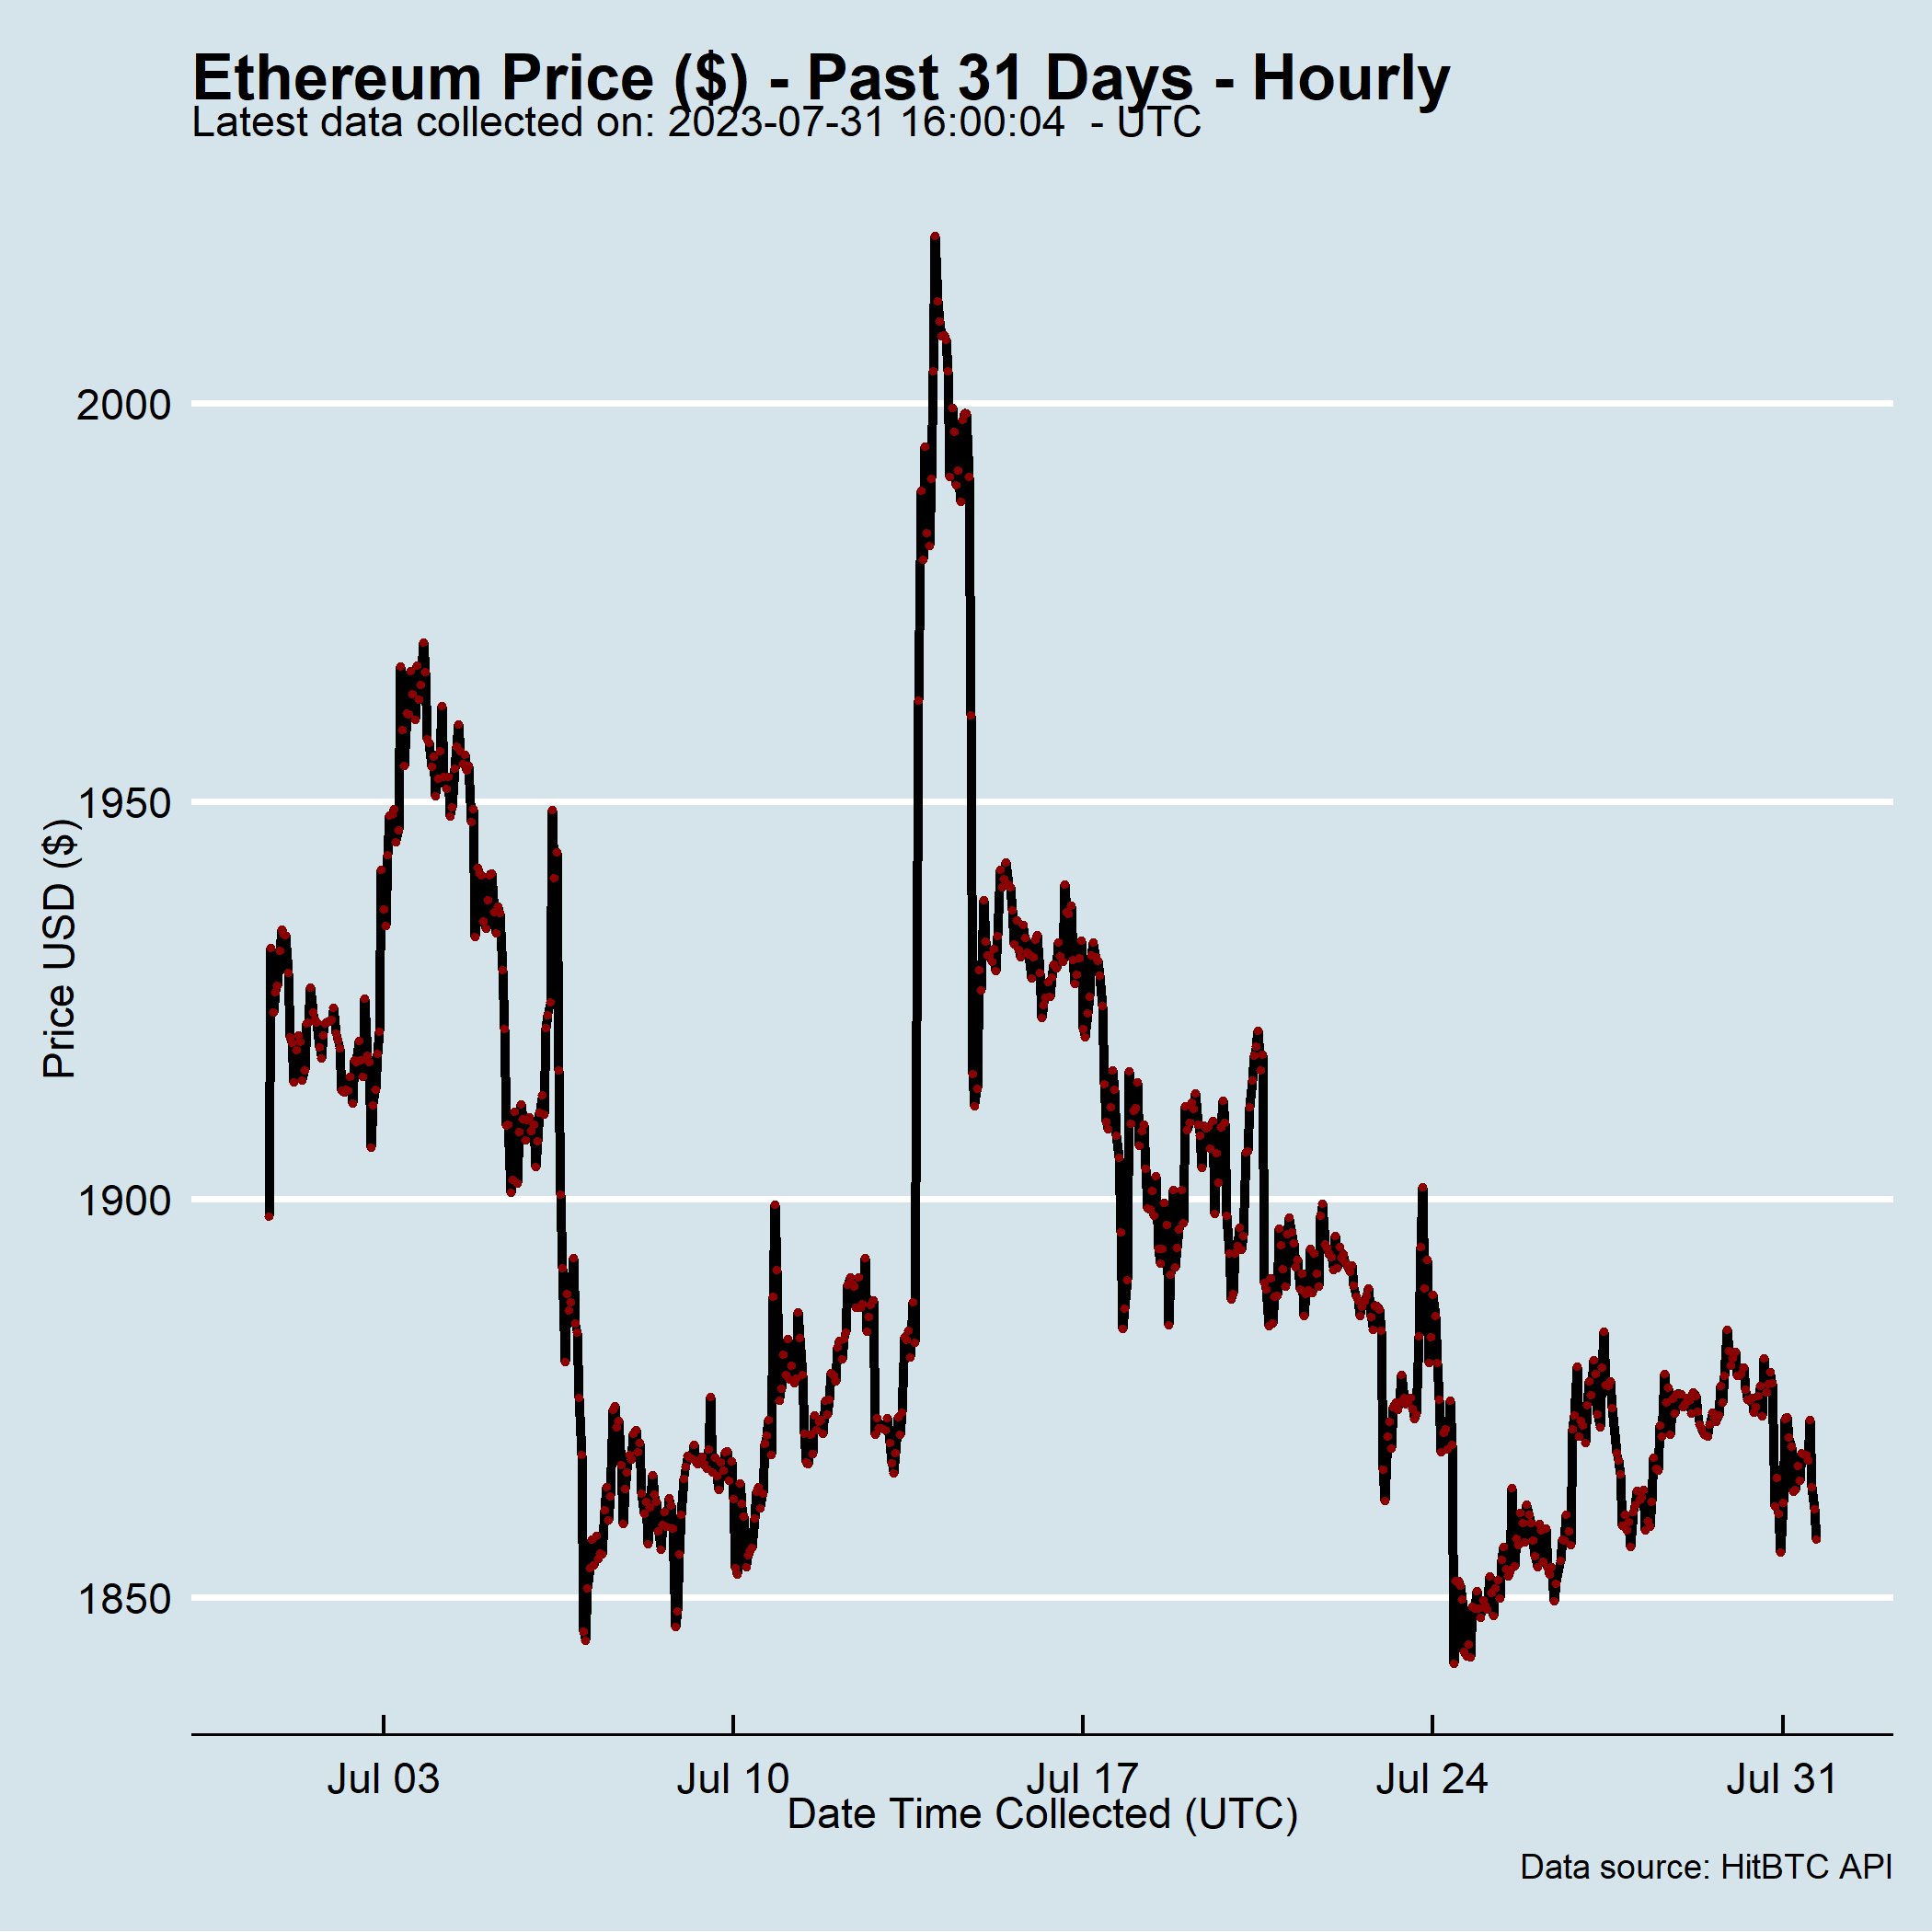 Ethereum Price ($) - Past 31 Days - Hourly
Latest data collected on: 2023-07-31 16:00:04  - UTC
Price USD ($)
2000
1950
1900
1850
Jul 03
Jul 10
Jul 17
Jul 24
Jul 31
Date Time Collected (UTC)
Data source: HitBTC API